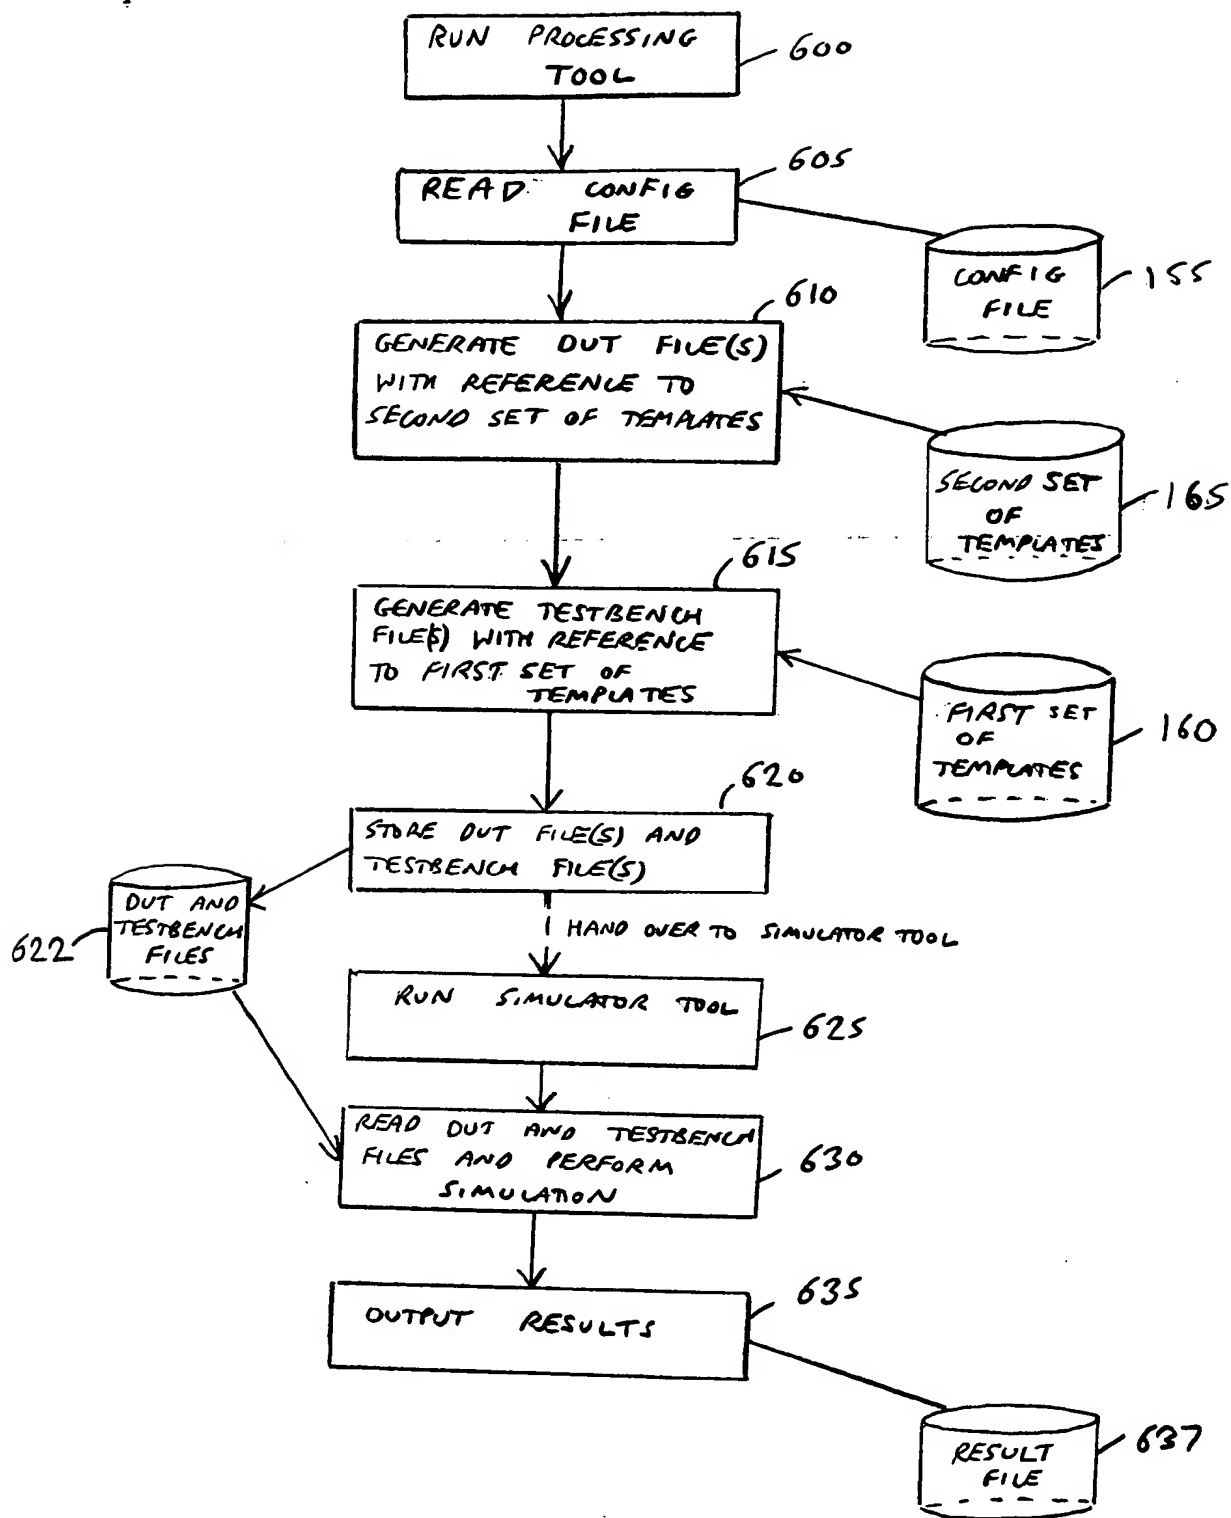 RUN PROCESSING
TOOL
600
READ CONFIG
FILE
605
CONFIG
FILE
155
610
GENERATE DUT FILE(S)
WITH REFERENCE TO
SECOND SET OF TEMPLATES
SECOND SET
OF
TEMPLATES
165
615
GENERATE TESTBENCH
FILE(S) WITH REFERENCE
TO FIRST SET OF
TEMPLATES
FIRST SET
OF
TEMPLATES
160
620
STORE DUT FILE(S) AND
TESTBENCH FILE(S)
DUT AND
TESTBENCH
FILES
622
HAND OVER TO SIMULATOR TOOL
RUN SIMULATOR TOOL
625
READ DUT AND TESTBENCH
FILES AND PERFORM
SIMULATION
630
OUTPUT RESULTS
635
RESULT
FILE
637